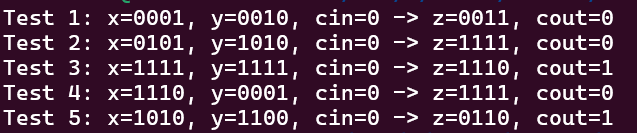 Test 1: x=0001, y=0010, cin=0 -> z=0011, cout=0
Test 2: x=0101, y=1010, cin=0 -> z=1111, cout=0
Test 3: x=1111, y=1111, cin=0 -> z=1110, cout=1
Test 4: x=1110, y=0001, cin=0 -> z=1111, cout=0
Test 5: x=1010, y=1100, cin=0 -> z=0110, cout=1